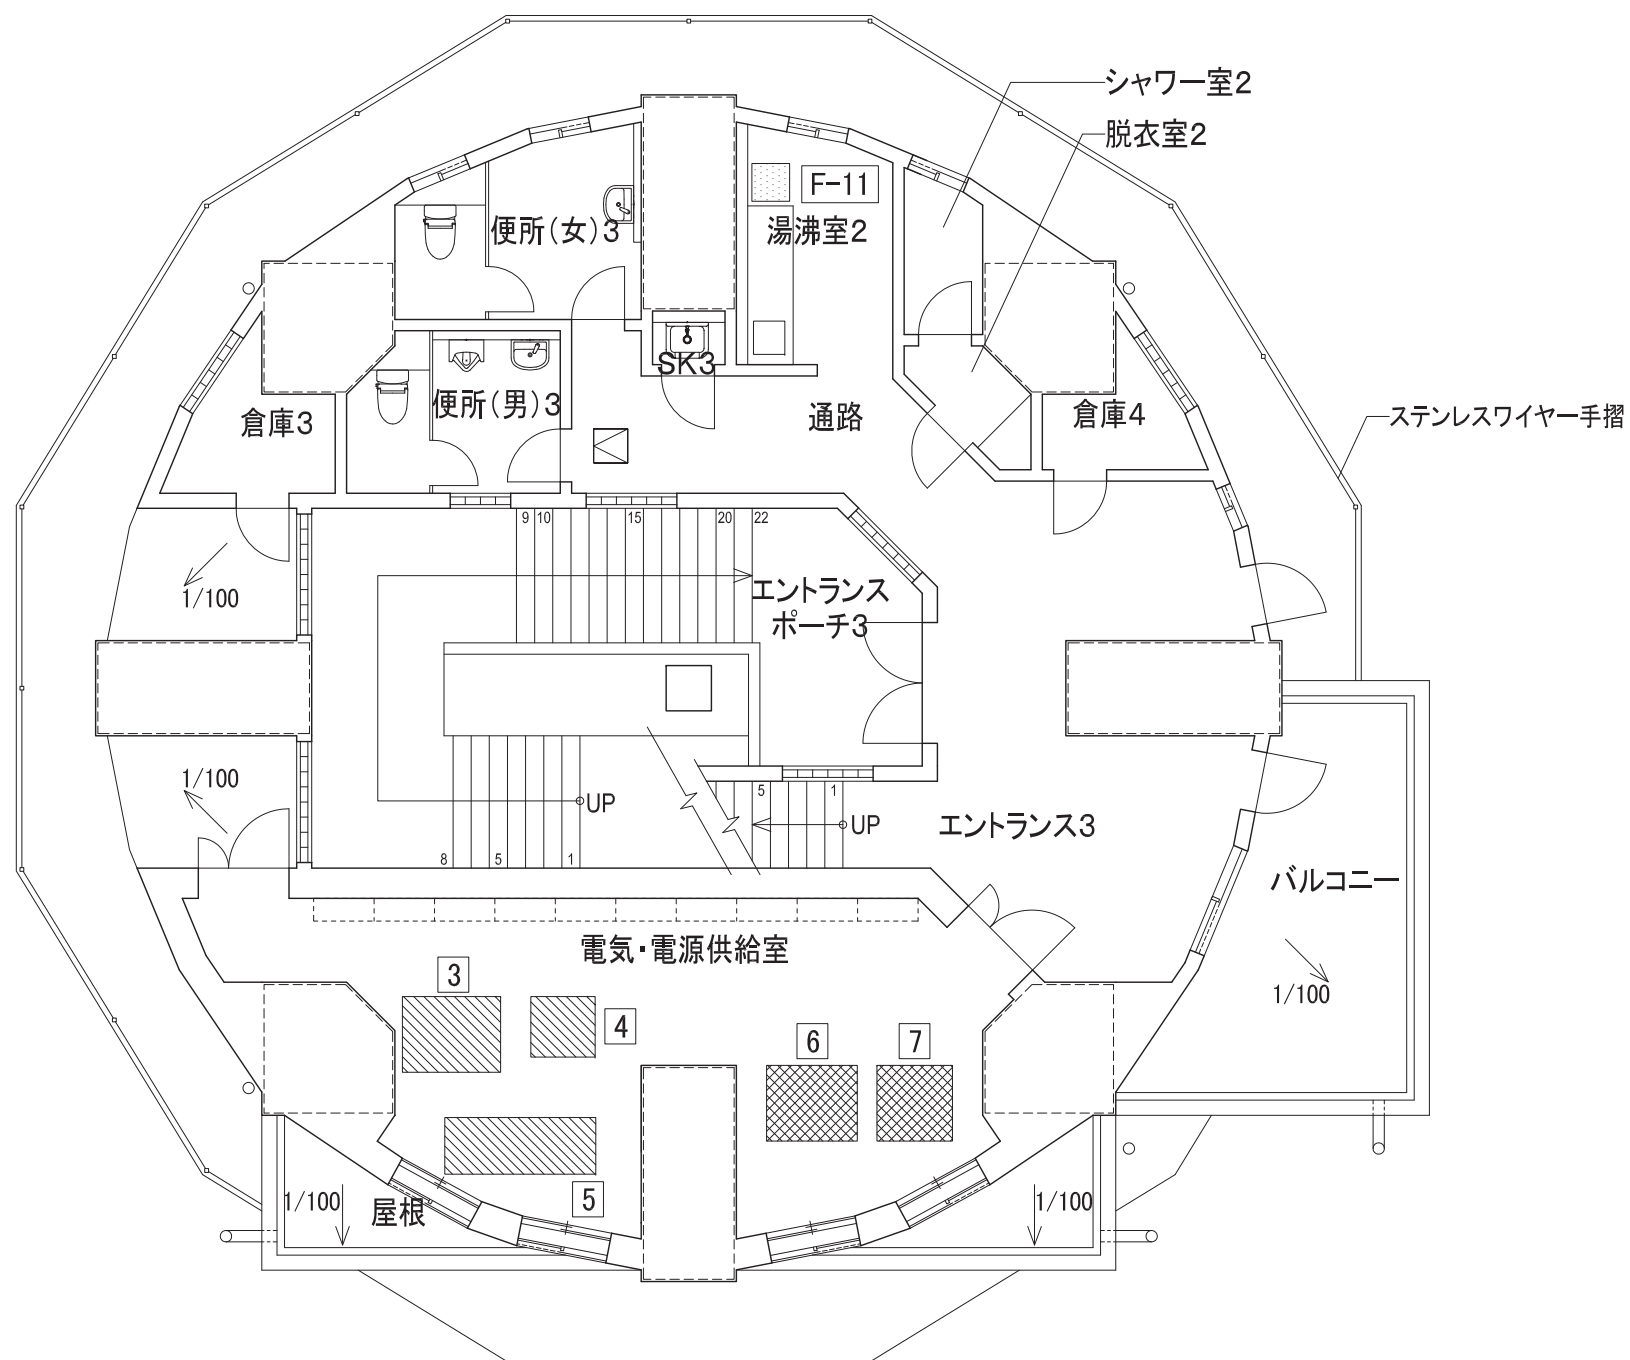 シャワー室2
脱衣室2
F-11
便所(女)3
湯沸室2
SK3
便所(男)3
倉庫3
通路
倉庫4
ステンレスワイヤー手摺
9 10 15 20 22
1/100
エントランス
ポーチ3
1/100
UP
5 1
UP
エントランス3
8 5 1
バルコニー
電気・電源供給室
3
4
6
7
1/100
5
1/100
屋根
1/100